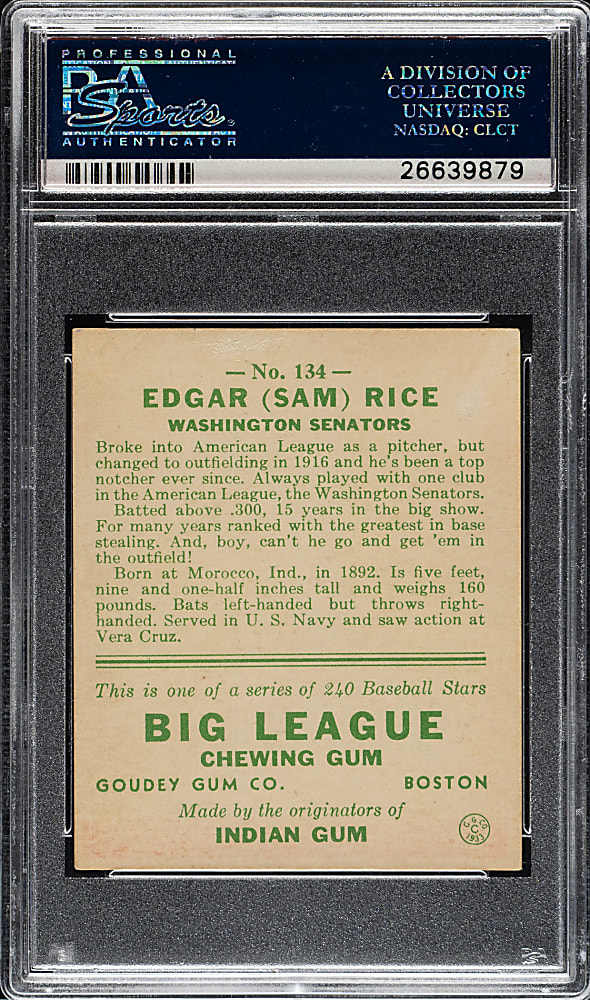 PROFESSIONAL
PSA
Sports
AUTHENTICATOR
A DIVISION OF
COLLECTORS
UNIVERSE
NASDAQ: CLCT
26639879
— No. 134 —
EDGAR (SAM) RICE
WASHINGTON SENATORS
Broke into American League as a pitcher, but
changed to outfielding in 1916 and he's been a top
notcher ever since. Always played with one club
in the American League, the Washington Senators.
Batted above .300, 15 years in the big show.
For many years ranked with the greatest in base
stealing. And, boy, can't he go and get 'em in
the outfield!
Born at Morocco, Ind., in 1892. Is five feet,
nine and one-half inches tall and weighs 160
pounds. Bats left-handed but throws right-
handed. Served in U. S. Navy and saw action at
Vera Cruz.
This is one of a series of 240 Baseball Stars
BIG LEAGUE
CHEWING GUM
GOUDEY GUM CO. BOSTON
Made by the originators of
INDIAN GUM
G.G.CO.
C
1933